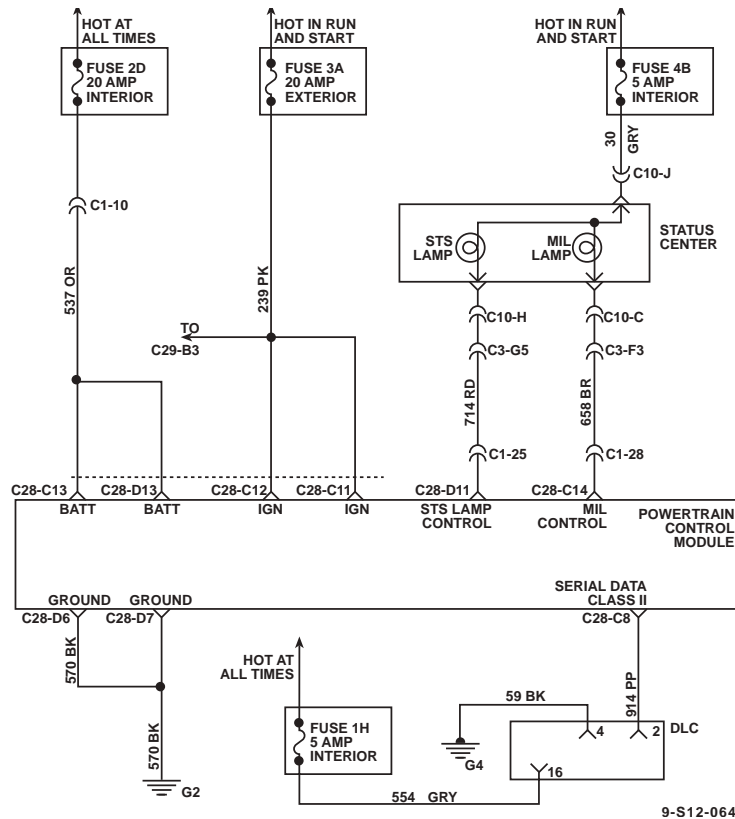 HOT AT
ALL TIMES
HOT IN RUN
AND START
HOT IN RUN
AND START
FUSE 2D
20 AMP
INTERIOR
FUSE 3A
20 AMP
EXTERIOR
FUSE 4B
5 AMP
INTERIOR
30
GRY
C10-J
C1-10
STATUS
CENTER
STS
LAMP
MIL
LAMP
537 OR
239 PK
C10-H
C10-C
TO
C29-B3
C3-G5
C3-F3
714 RD
658 BR
C1-25
C1-28
C28-C13
C28-D13
C28-C12
C28-C11
C28-D11
C28-C14
BATT
BATT
IGN
IGN
STS LAMP
CONTROL
MIL
CONTROL
POWERTRAIN
CONTROL
MODULE
GROUND
GROUND
SERIAL DATA
CLASS II
C28-D6
C28-D7
C28-C8
570 BK
HOT AT
ALL TIMES
914 PP
59 BK
FUSE 1H
5 AMP
INTERIOR
4
2
DLC
570 BK
G4
16
G2
554 GRY
9-S12-064